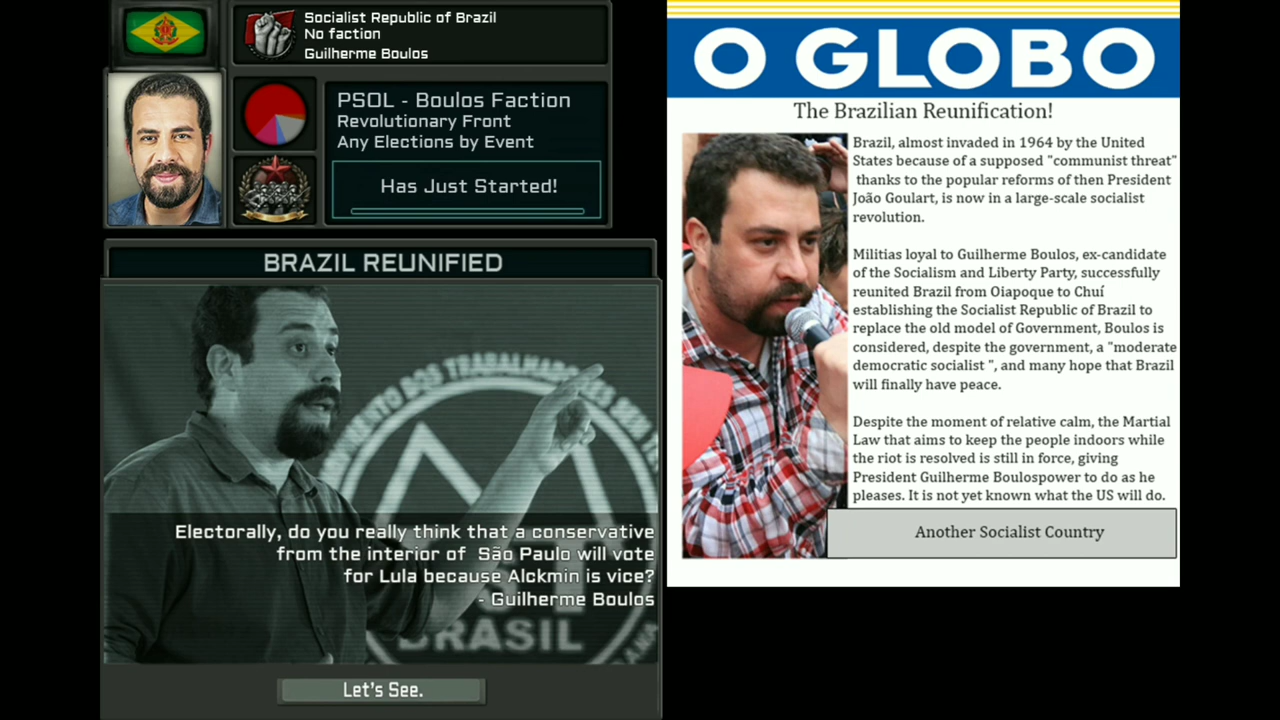 Socialist Republic of Brazil
No faction
Guilherme Boulos
PSOL - Boulos Faction
Revolutionary Front
Any Elections by Event
Has Just Started!
BRAZIL REUNIFIED
Electorally, do you really think that a conservative
from the interior of São Paulo will vote
for Lula because Alckmin is vice?
- Guilherme Boulos
BRASIL
Let's See.
O GLOBO
The Brazilian Reunification!
Brazil, almost invaded in 1964 by the United
States because of a supposed "communist threat"
thanks to the popular reforms of then President
João Goulart, is now in a large-scale socialist
revolution.
Militias loyal to Guilherme Boulos, ex-candidate
of the Socialism and Liberty Party, successfully
reunited Brazil from Oiapoque to Chuí
establishing the Socialist Republic of Brazil to
replace the old model of Government, Boulos is
considered, despite the government, a "moderate
democratic socialist ", and many hope that Brazil
will finally have peace.
Despite the moment of relative calm, the Martial
Law that aims to keep the people indoors while
the riot is resolved is still in force, giving
President Guilherme Boulospower to do as he
pleases. It is not yet known what the US will do.
Another Socialist Country